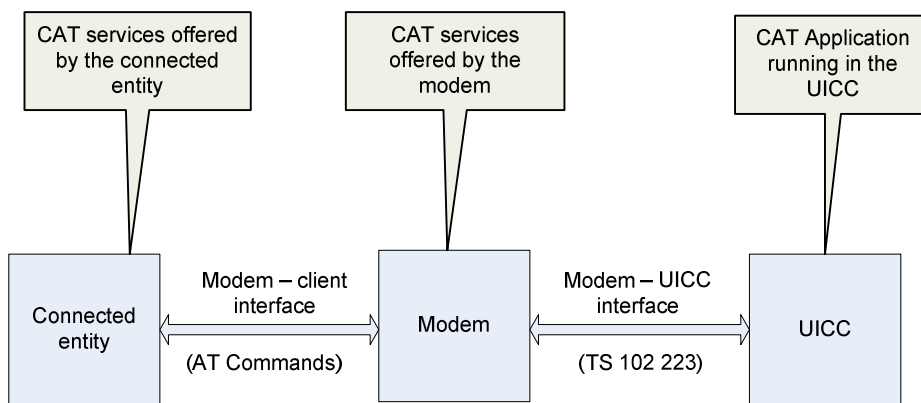 CAT services offered
by the connected
entity
CAT services
offered by the
modem
CAT Application
running in the
UICC
Connected
entity
Modem – client
interface
(AT Commands)
Modem
Modem – UICC
interface
(TS 102 223)
UICC